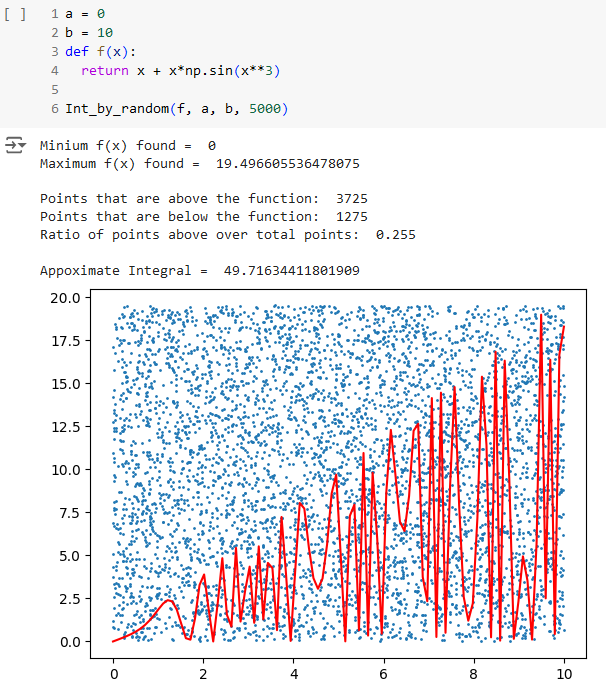 [ ] 1 a = 0
2 b = 10
3 def f(x):
4 return x + x*np.sin(x**3)
5
6 Int_by_random(f, a, b, 5000)
Minium f(x) found = 0
Maximum f(x) found = 19.496605536478075
Points that are above the function: 3725
Points that are below the function: 1275
Ratio of points above over total points: 0.255
Appoximate Integral = 49.71634411801909
20.0
17.5
15.0
12.5
10.0
7.5
5.0
2.5
0.0
0 2 4 6 8 10